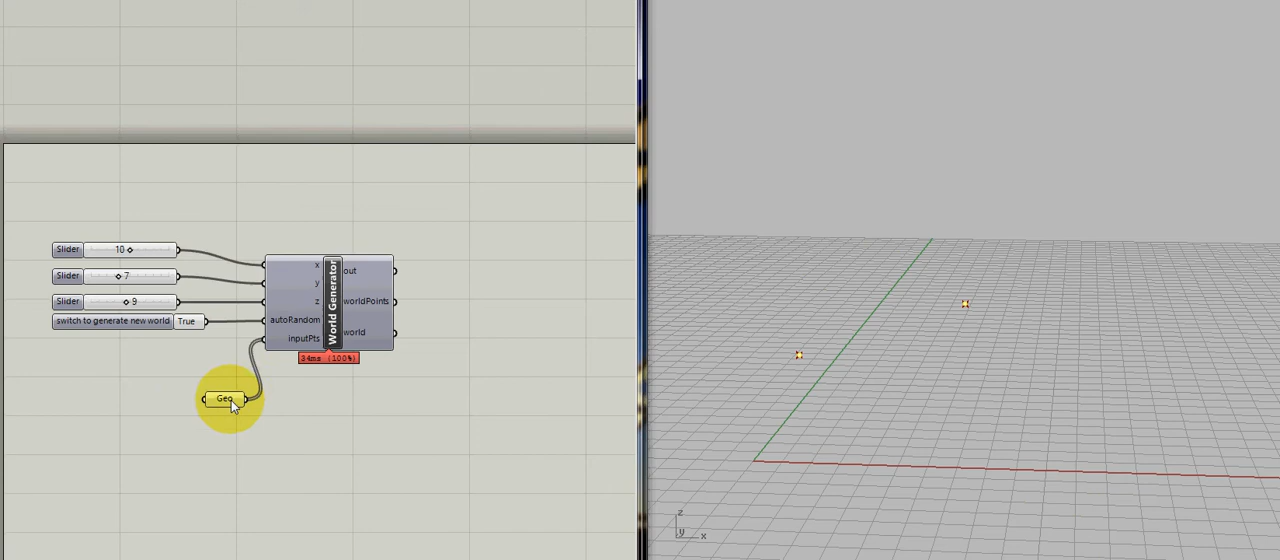 Slider 10
Slider 7
Slider 9
switch to generate new world True
x
y
z
autoRandom
inputPts
World Generator
out
worldPoints
world
34ms (100%)
Geo
z
y x